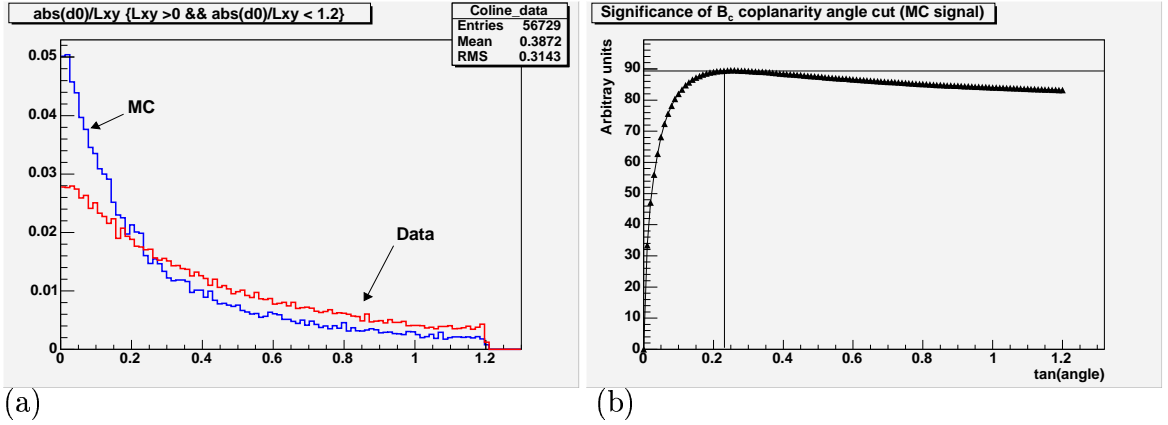 abs(d0)/Lxy {Lxy >0 && abs(d0)/Lxy < 1.2}
Coline_data
Entries 56729
Mean 0.3872
RMS 0.3143
0.05
0.04
0.03
0.02
0.01
0
0 0.2 0.4 0.6 0.8 1 1.2
MC
Data
(a)
Significance of Bc coplanarity angle cut (MC signal)
Arbitray units
90
80
70
60
50
40
30
20
10
0
0 0.2 0.4 0.6 0.8 1 1.2
tan(angle)
(b)